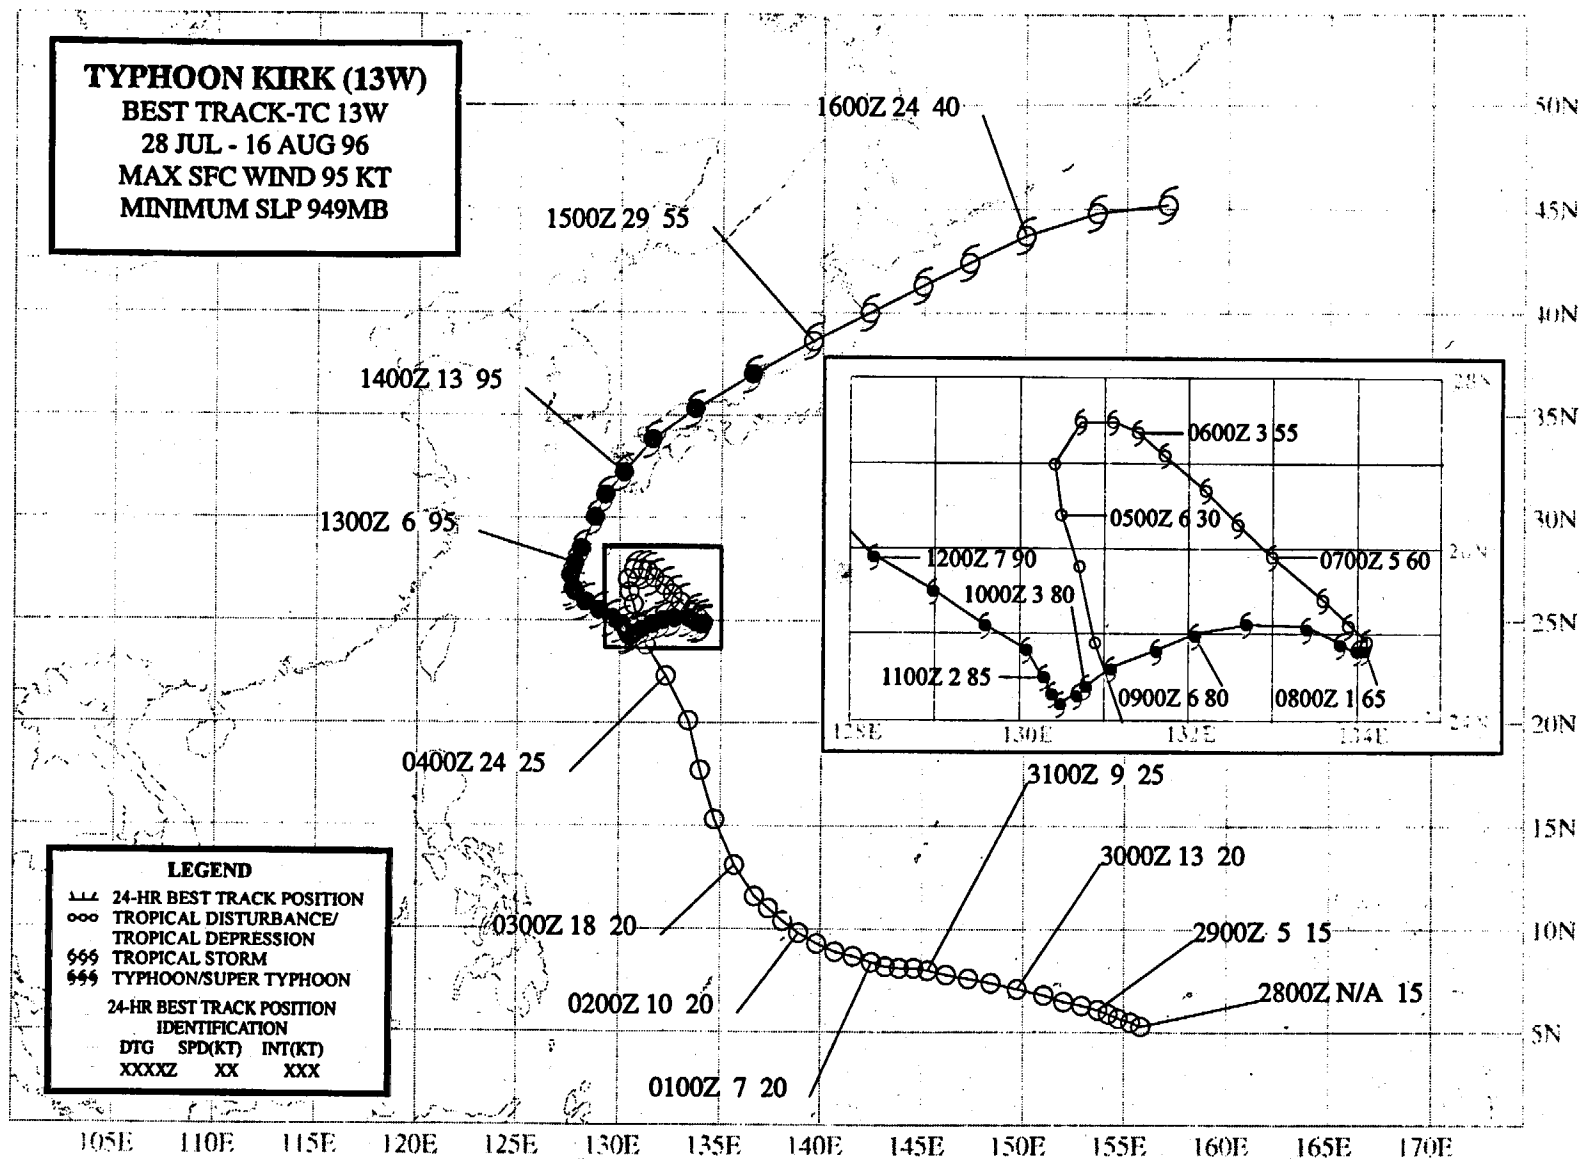 TYPHOON KIRK (13W)
BEST TRACK-TC 13W
28 JUL - 16 AUG 96
MAX SFC WIND 95 KT
MINIMUM SLP 949MB
1600Z 24 40
50N
1500Z 29 55
45N
40N
1400Z 13 95
35N
28N
0600Z 3 55
1300Z 6 95
30N
0500Z 6 30
1200Z 7 90
0700Z 5 60
26N
1000Z 3 80
25N
1100Z 2 85
0900Z 6 80
0800Z 1 65
24N
128E 130E 132E 134E
20N
0400Z 24 25
3100Z 9 25
15N
3000Z 13 20
0300Z 18 20
2900Z 5 15
10N
0200Z 10 20
2800Z N/A 15
5N
0100Z 7 20
LEGEND
24-HR BEST TRACK POSITION
TROPICAL DISTURBANCE/
TROPICAL DEPRESSION
TROPICAL STORM
TYPHOON/SUPER TYPHOON
24-HR BEST TRACK POSITION
IDENTIFICATION
DTG SPD(KT) INT(KT)
XXXXZ XX XXX
105E 110E 115E 120E 125E 130E 135E 140E 145E 150E 155E 160E 165E 170E